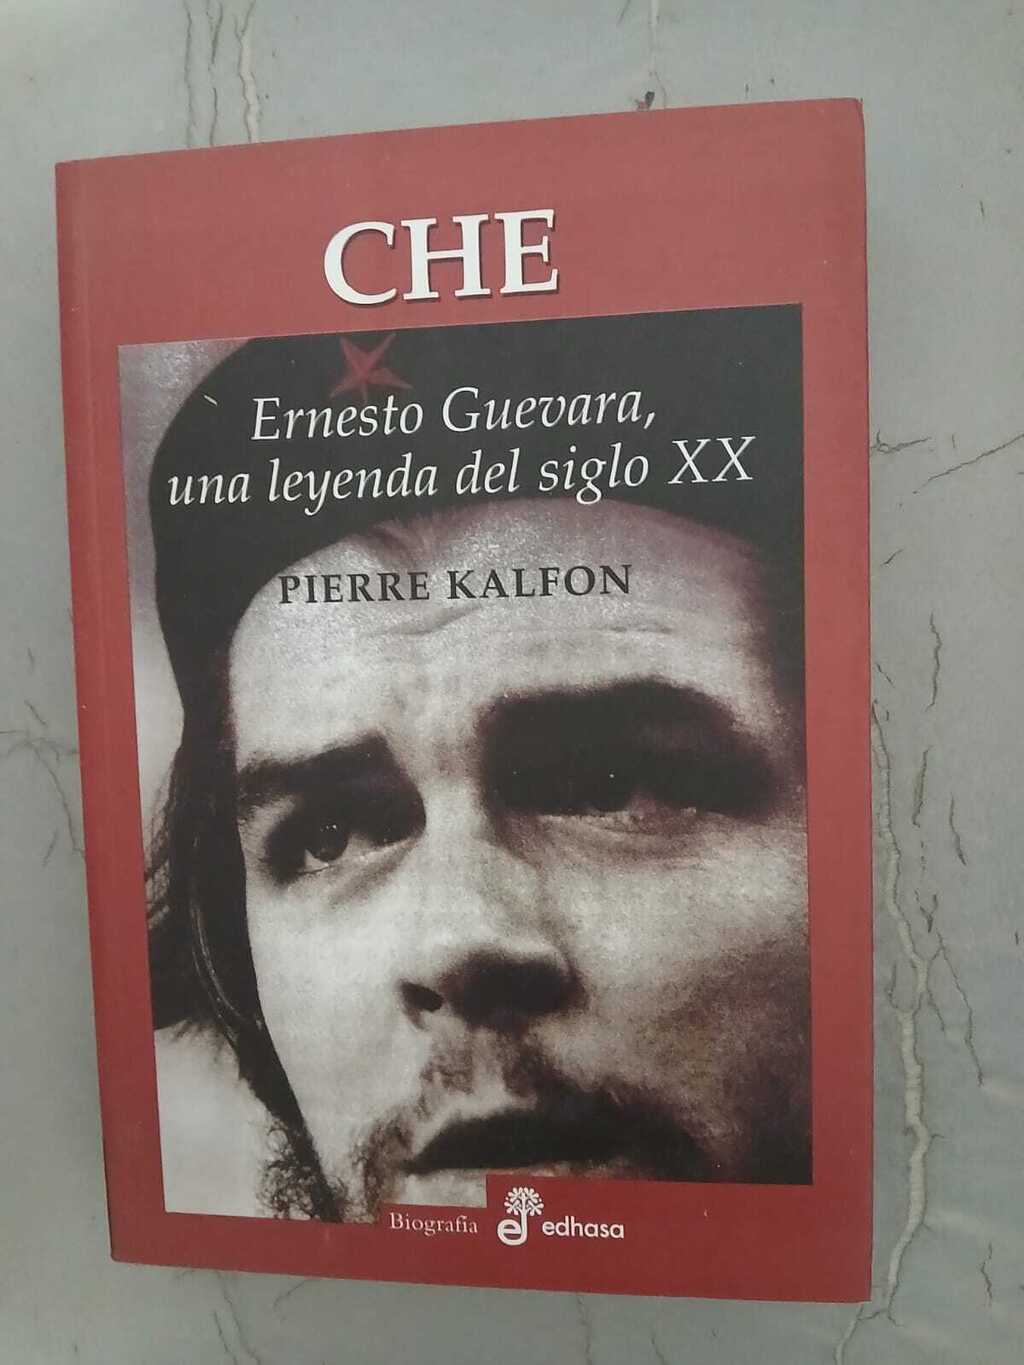 CHE
Ernesto Guevara,
una leyenda del siglo XX
PIERRE KALFON
Biografía
edhasa